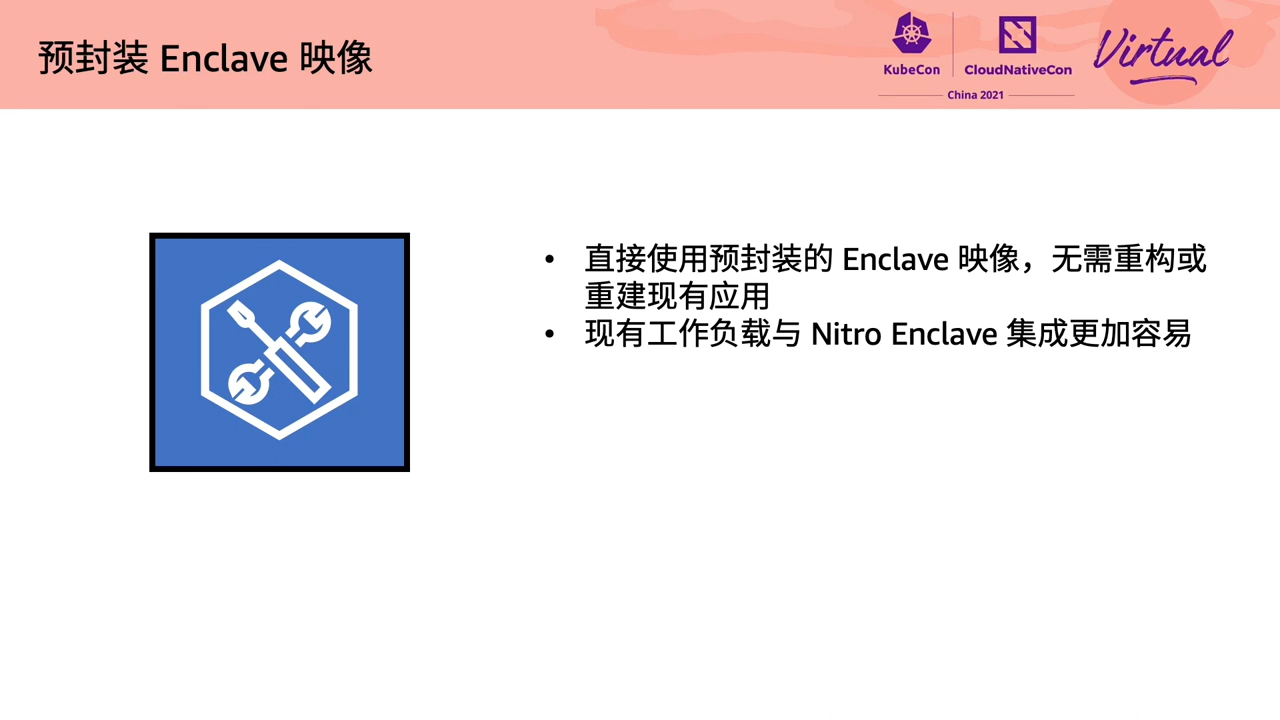 预封装 Enclave 映像
KubeCon
CloudNativeCon
China 2021
Virtual
• 直接使用预封装的 Enclave 映像，无需重构或
重建现有应用
• 现有工作负载与 Nitro Enclave 集成更加容易